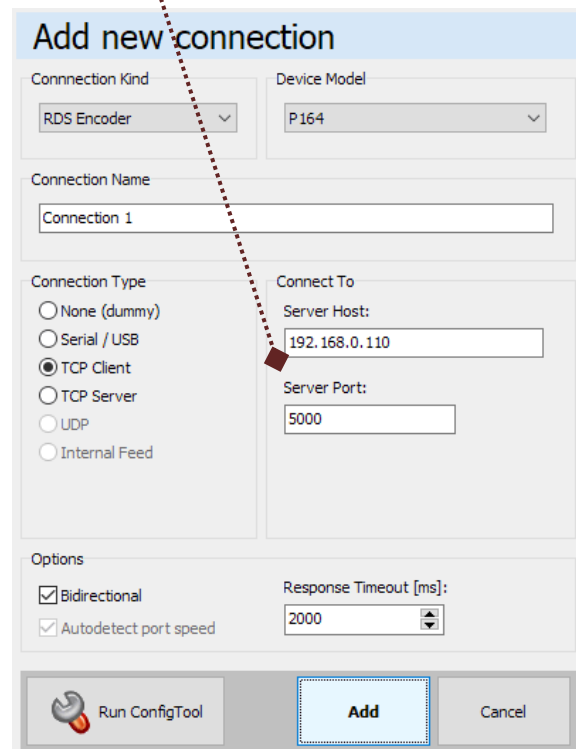 Add new connection
Connnection Kind
Device Model
RDS Encoder
P164
Connection Name
Connection 1
Connection Type
Connect To
None (dummy)
Server Host:
Serial / USB
192.168.0.110
TCP Client
Server Port:
TCP Server
5000
UDP
Internal Feed
Options
Bidirectional
Response Timeout [ms]:
2000
Autodetect port speed
Run ConfigTool
Add
Cancel